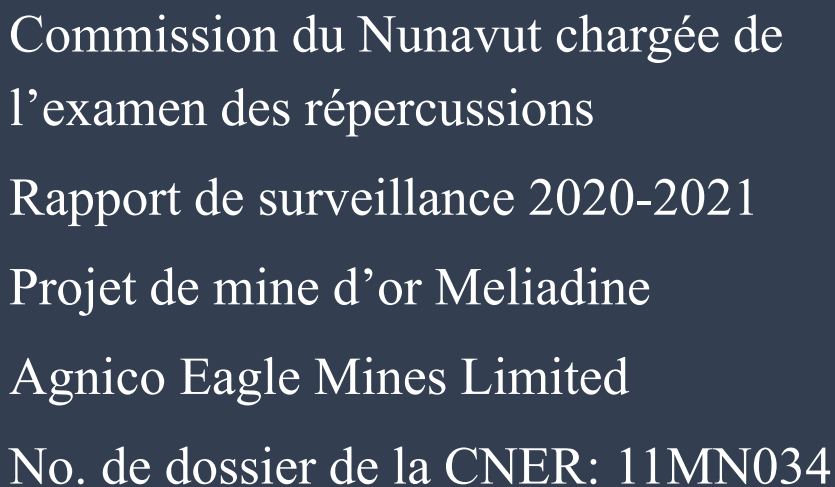 Commission du Nunavut chargée de
l’examen des répercussions
Rapport de surveillance 2020-2021
Projet de mine d’or Meliadine
Agnico Eagle Mines Limited
No. de dossier de la CNER: 11MN034